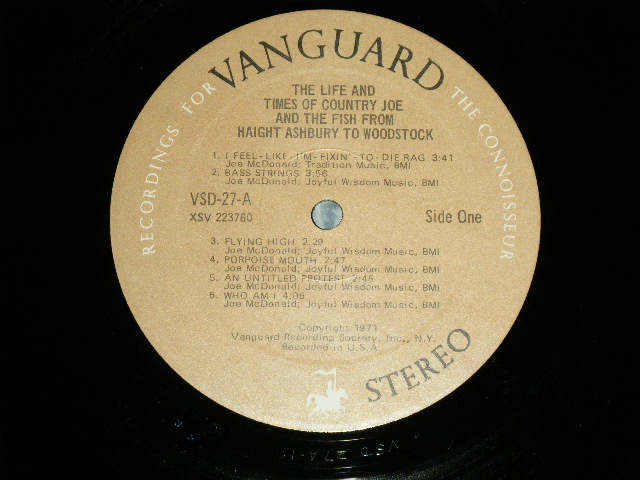 RECORDINGS FOR
VANGUARD
THE CONNOISSEUR
THE LIFE AND
TIMES OF COUNTRY JOE
AND THE FISH FROM
HAIGHT ASHBURY TO WOODSTOCK
1. I FEEL-LIKE-I'M-FIXIN'-TO-DIE RAG 3:41
Joe McDonald; Tradition Music, BMI
2. BASS STRINGS 3:56
Joe McDonald; Joyful Wisdom Music, BMI
VSD-27-A
XSV 223760
Side One
3. FLYING HIGH 2:29
Joe McDonald; Joyful Wisdom Music, BMI
4. PORPOISE MOUTH 2:47
Joe McDonald; Joyful Wisdom Music, BMI
5. AN UNTITLED PROTEST 2:45
Joe McDonald; Joyful Wisdom Music, BMI
6. WHO AM I 4:05
Joe McDonald; Joyful Wisdom Music, BMI
Copyright 1971
Vanguard Recording Society, Inc., N.Y.
Recorded in U.S.A.
STEREO